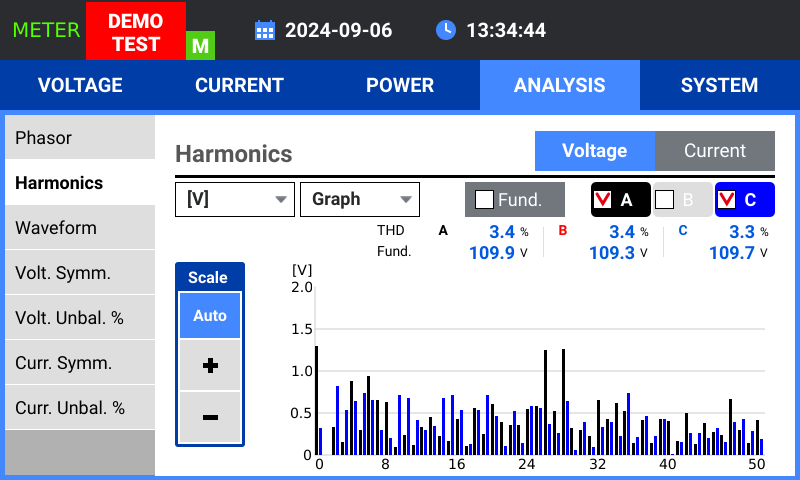 METER DEMO TEST M 2024-09-06 13:34:44
VOLTAGE CURRENT POWER ANALYSIS SYSTEM
Phasor
Harmonics
Waveform
Volt. Symm.
Volt. Unbal. %
Curr. Symm.
Curr. Unbal. %
Harmonics Voltage Current
[V] Graph Fund. A B C
THD A 3.4 % B 3.4 % C 3.3 %
Fund. 109.9 V 109.3 V 109.7 V
Scale
Auto
+
−
[V]
2.0
1.5
1.0
0.5
0
0 8 16 24 32 40 50